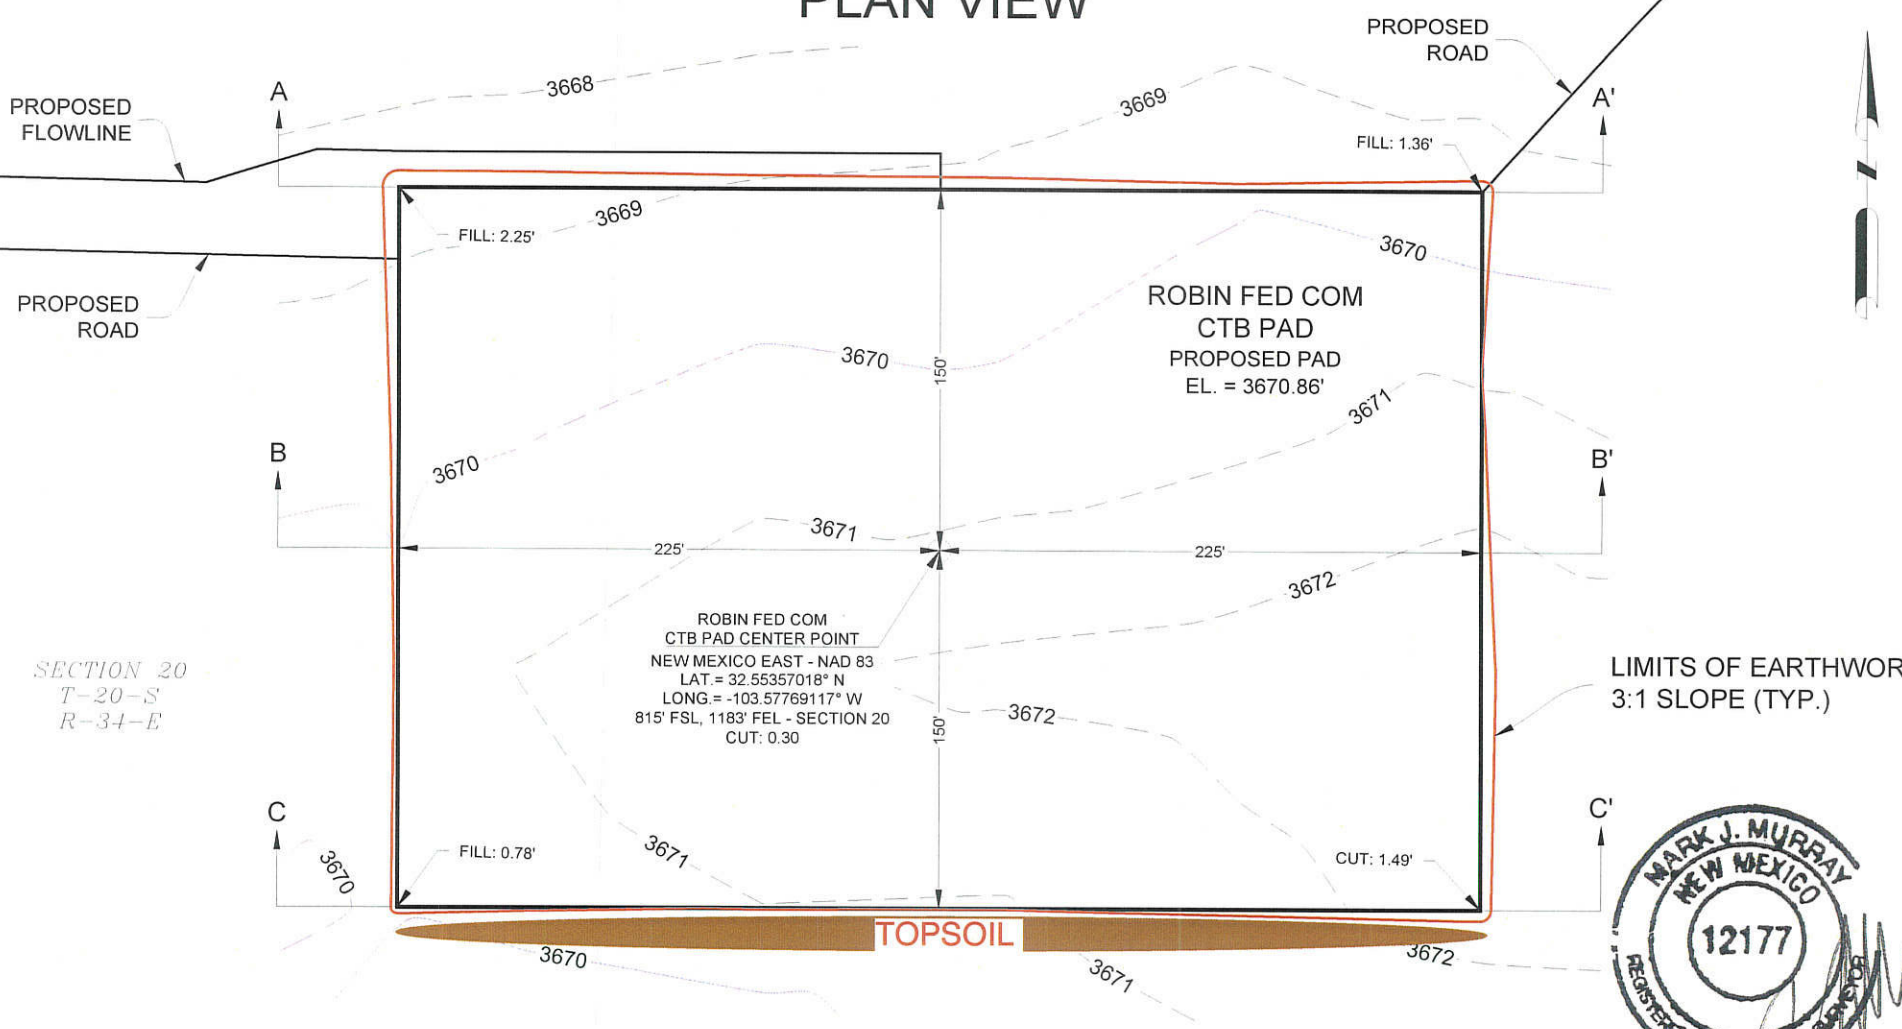 PLAN VIEW
PROPOSED
ROAD
PROPOSED
FLOWLINE
A
3668
3669
A'
FILL: 1.36'
3669
FILL: 2.25'
3670
PROPOSED
ROAD
ROBIN FED COM
CTB PAD
PROPOSED PAD
EL. = 3670.86'
3670
150'
3671
B
3670
B'
3671
225'
225'
3672
ROBIN FED COM
CTB PAD CENTER POINT
NEW MEXICO EAST - NAD 83
LAT.= 32.55357018° N
LONG.= -103.57769117° W
815' FSL, 1183' FEL - SECTION 20
CUT: 0.30
150'
3672
SECTION 20
T-20-S
R-34-E
LIMITS OF EARTHWOR
3:1 SLOPE (TYP.)
C
C'
3670
FILL: 0.78'
3671
CUT: 1.49'
TOPSOIL
3670
3671
3672
MARK J. MURRAY
NEW MEXICO
12177